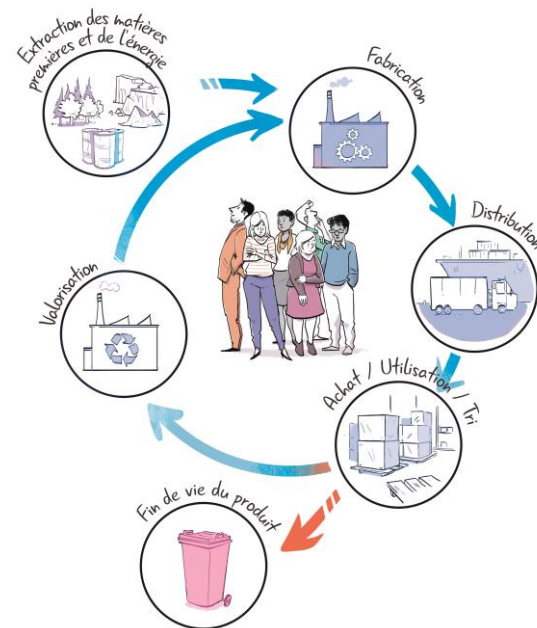 Extraction des matières
premières et de l'énergie
Fabrication
Distribution
Achat / Utilisation / Tri
Valorisation
Fin de vie du produit